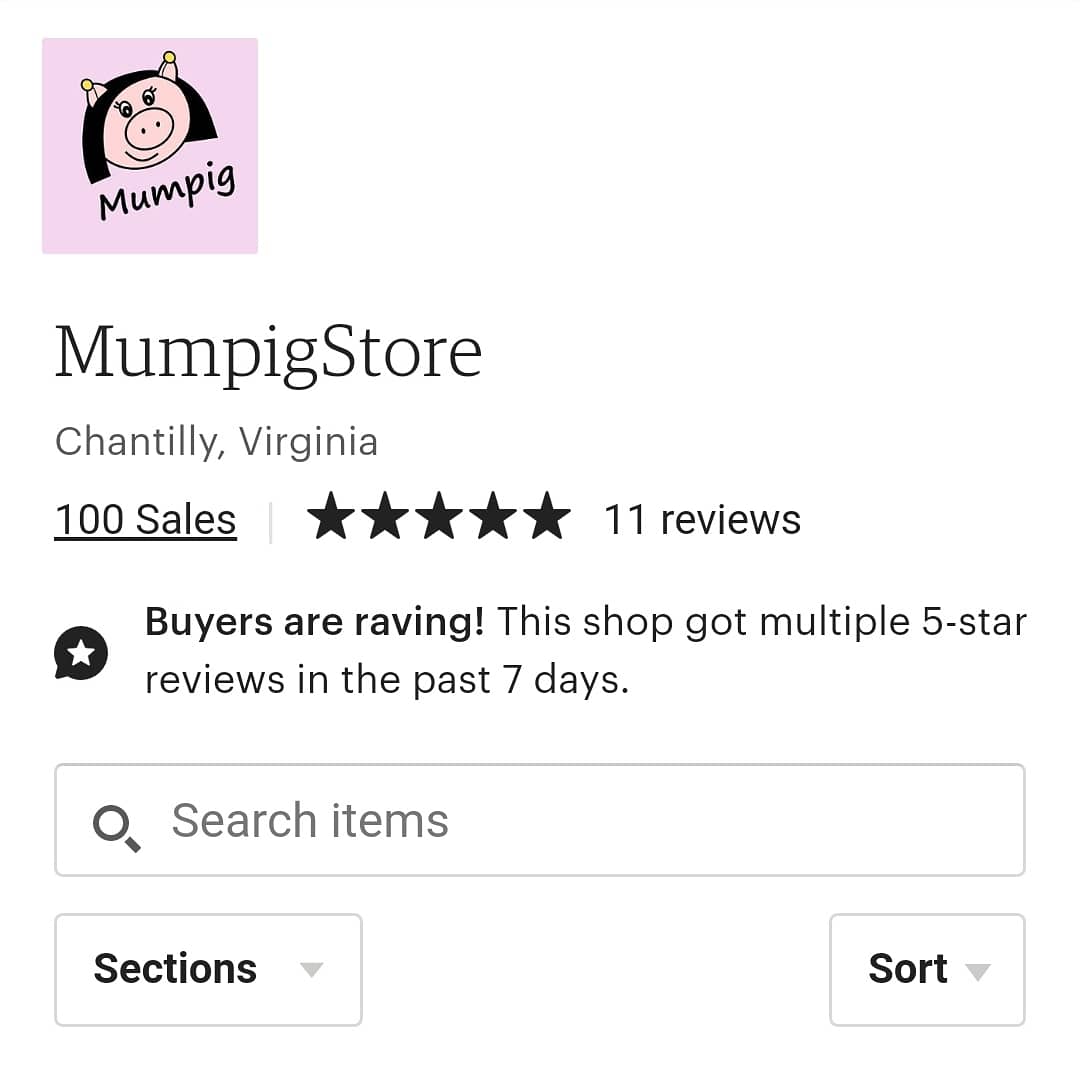 Mumpig
MumpigStore
Chantilly, Virginia
100 Sales
11 reviews
Buyers are raving! This shop got multiple 5-star
reviews in the past 7 days.
Search items
Sections
Sort